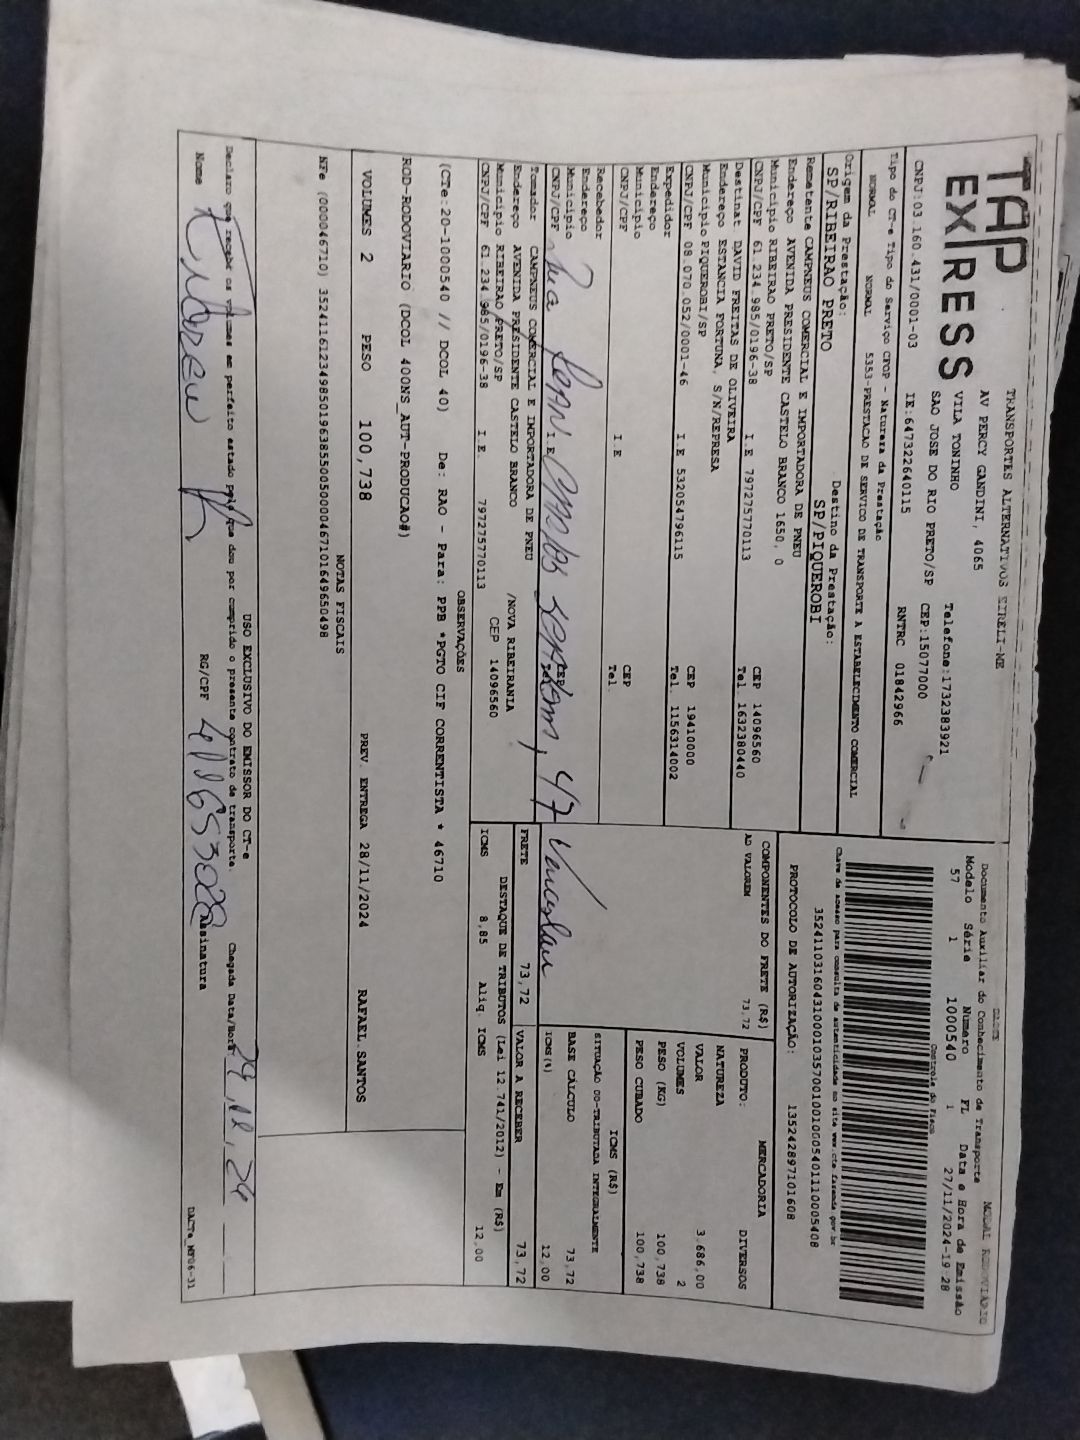 TAP
EXPRESS
TRANSPORTES ALTERNATIVOS EIRELI-ME
AV PERCY GANDINI, 4065
VILA TONINHO
SAO JOSE DO RIO PRETO/SP
Telefone:1732383921
CEP:15077000
CNPJ:03.160.431/0001-03
IE:647322640115
RNTRC 01842966
Tipo do CT-e Tipo do Serviço CFOP - Natureza da Prestação
NORMAL NORMAL 5353-PRESTACAO DE SERVICO DE TRANSPORTE A ESTABELECIMENTO COMERCIAL
Origem da Prestação: Destino da Prestação:
SP/RIBEIRAO PRETO SP/PIQUEROBI
Remetente CAMPNEUS COMERCIAL E IMPORTADORA DE PNEU
Endereço AVENIDA PRESIDENTE CASTELO BRANCO 1650, 0
Município RIBEIRAO PRETO/SP CEP 14096560
CNPJ/CPF 61.234.985/0196-38 I.E 797275770113 Tel 1632380440
Destinat DAVID FREITAS DE OLIVEIRA
Endereço ESTANCITA FORTUNA, S/N/REPRESA
Município PIQUEROBI/SP CEP 19410000
CNPJ/CPF 08.070.052/0001-46 I.E 532054796115 Tel. 1156314002
Expedidor
Endereço
Município CEP
CNPJ/CPF I.E Tel
Recebedor
Endereço
Município
CNPJ/CPF I.E
47
Tomador CAMPNEUS COMERCIAL E IMPORTADORA DE PNEU
Endereço AVENIDA PRESIDENTE CASTELO BRANCO /NOVA RIBEIRANIA
Município RIBEIRAO PRETO/SP CEP 14096560
CNPJ/CPF 61.234.985/0196-38 I.E. 797275770113
DACTE
MODAL RODOVIÁRIO
Documento Auxiliar do Conhecimento de Transporte
Modelo Série Numero FL Data e Hora de Emissão
57 1 1000540 1 27/11/2024-19:28
Controle do Fisco
Chave de acesso para consulta de autenticidade no site www.cte.fazenda.gov.br
35241103160431000103570010010005401110005408
PROTOCOLO DE AUTORIZAÇÃO: 135242897101608
COMPONENTES DO FRETE (R$)
AD VALOREM 73,72
PRODUTO: MERCADORIA
NATUREZA DIVERSOS
VALOR 3.686,00
VOLUMES 2
PESO (KG) 100,738
PESO CUBADO 100,738
ICMS (R$)
SITUAÇÃO 00-TRIBUTADA INTEGRALMENTE
BASE CÁLCULO 73,72
ICMS(%) 12,00
FRETE 73,72 VALOR A RECEBER 73,72
DESTAQUE DE TRIBUTOS (Lei 12.741/2012) - Em (R$)
ICMS 8,85 Aliq. ICMS 12,00
OBSERVAÇÕES
(CTe:20-1000540 // DCOL 40) De: RAO - Para: PPB *PGTO CIF CORRENTISTA * 46710
ROD-RODOVIARIO (DCOL 400NS_AUT-PRODUCAO#)
VOLUMES 2 PESO 100,738 PREV. ENTREGA 28/11/2024 RAFAEL.SANTOS
NOTAS FISCAIS
NFe (000046710) 35241161234985019638550050000467101649650498
USO EXCLUSIVO DO EMISSOR DO CT-e
Declaro que recebi os volumes em perfeito estado pelo que dou por cumprido o presente contrato de transporte. Chegada Data/Hora
Nome RG/CPF Assinatura
DACTe_MT06-31